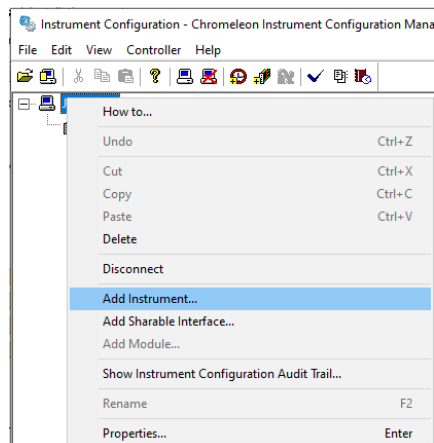 Instrument Configuration - Chromeleon Instrument Configuration Mana
File Edit View Controller Help
How to...
Undo Ctrl+Z
Cut Ctrl+X
Copy Ctrl+C
Paste Ctrl+V
Delete
Disconnect
Add Instrument...
Add Sharable Interface...
Add Module...
Show Instrument Configuration Audit Trail...
Rename F2
Properties... Enter